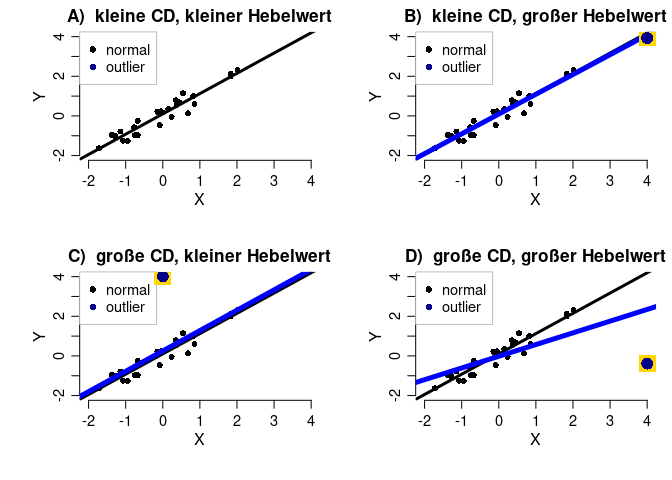 A)  kleine CD, kleiner Hebelwert
normal
outlier
Y
4
2
0
-2
-2 -1 0 1 2 3 4
X
B)  kleine CD, großer Hebelwert
normal
outlier
Y
4
2
0
-2
-2 -1 0 1 2 3 4
X
C)  große CD, kleiner Hebelwert
normal
outlier
Y
4
2
0
-2
-2 -1 0 1 2 3 4
X
D)  große CD, großer Hebelwert
normal
outlier
Y
4
2
0
-2
-2 -1 0 1 2 3 4
X